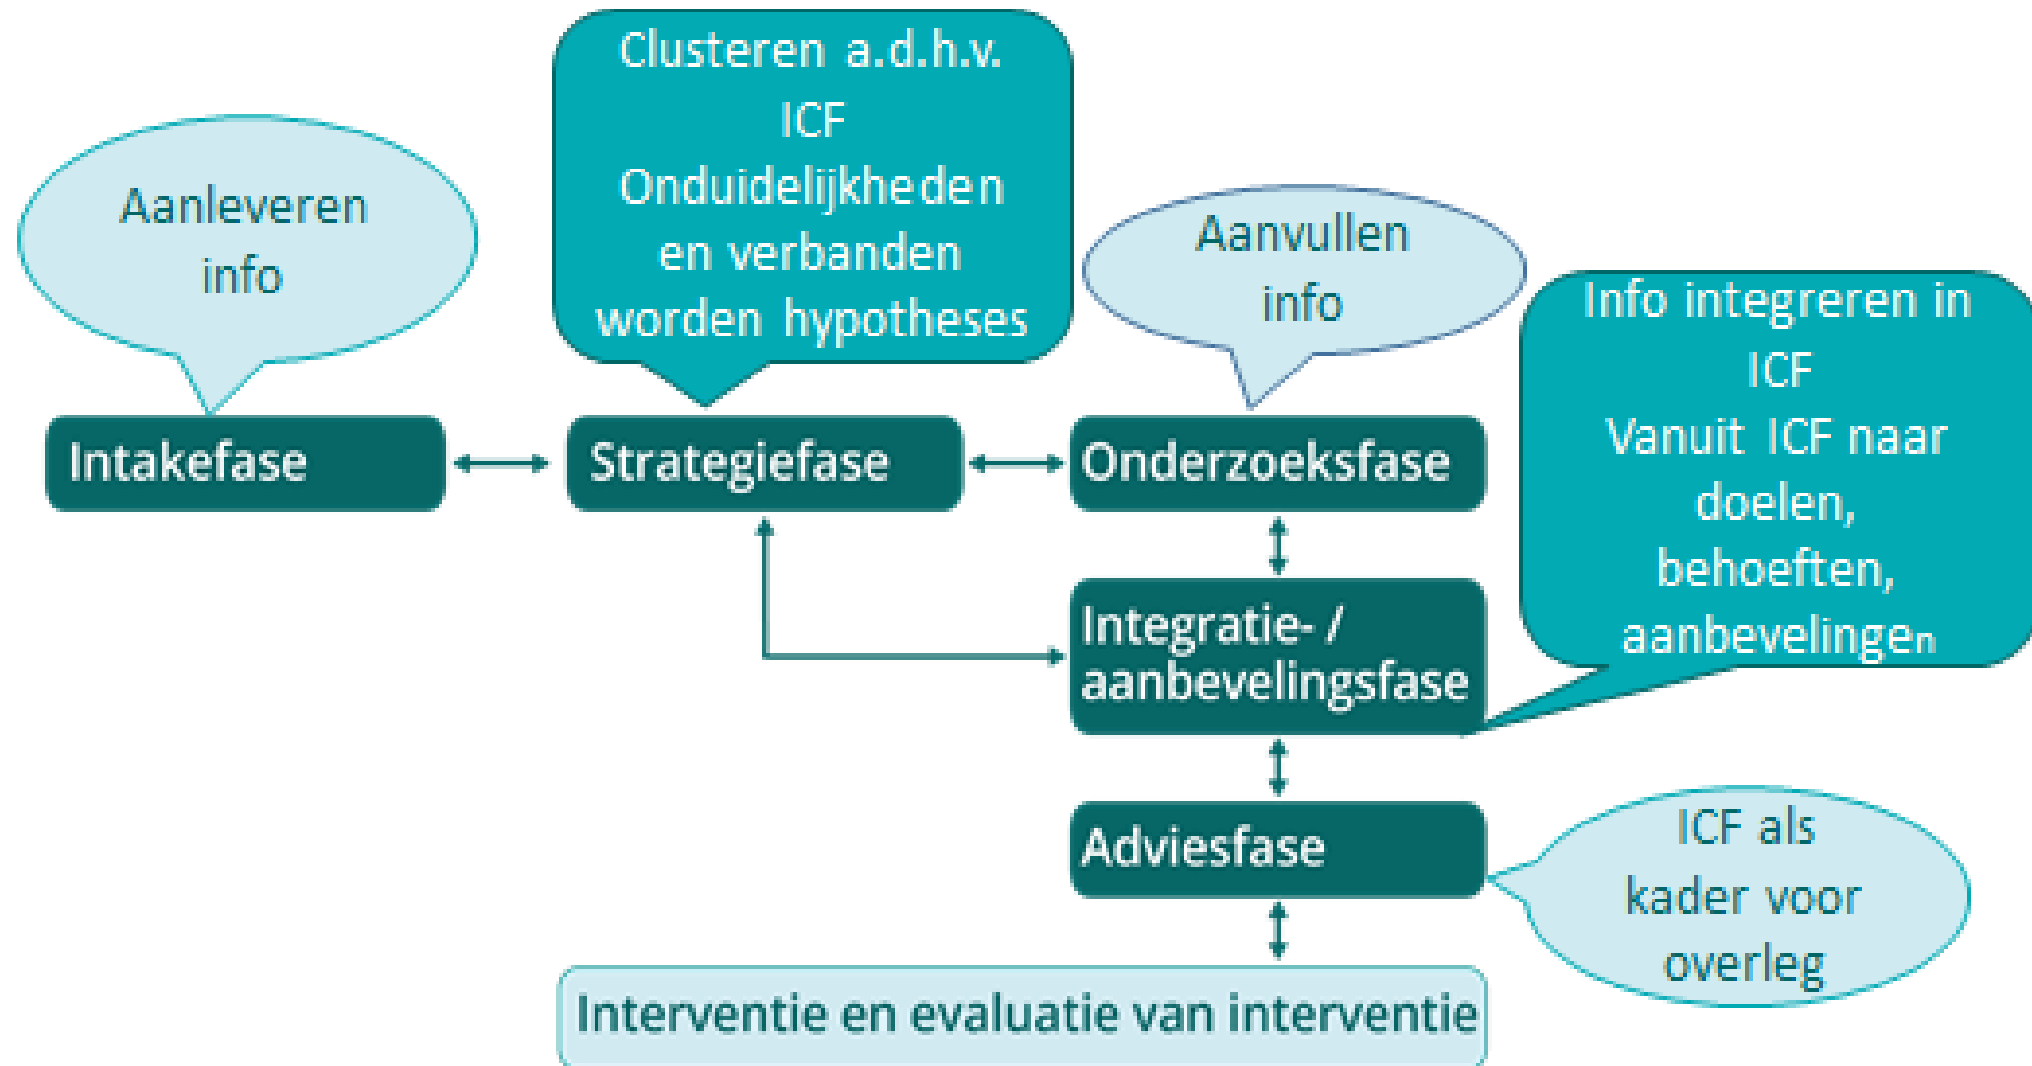 Clusteren a.d.h.v.
ICF
Onduidelijkheden
en verbanden
worden hypotheses
Aanleveren
info
Aanvullen
info
Info integreren in
ICF
Vanuit ICF naar
doelen,
behoeften,
aanbevelingen
Intakefase
Strategiefase
Onderzoeksfase
Integratie- /
aanbevelingsfase
Adviesfase
ICF als
kader voor
overleg
Interventie en evaluatie van interventie